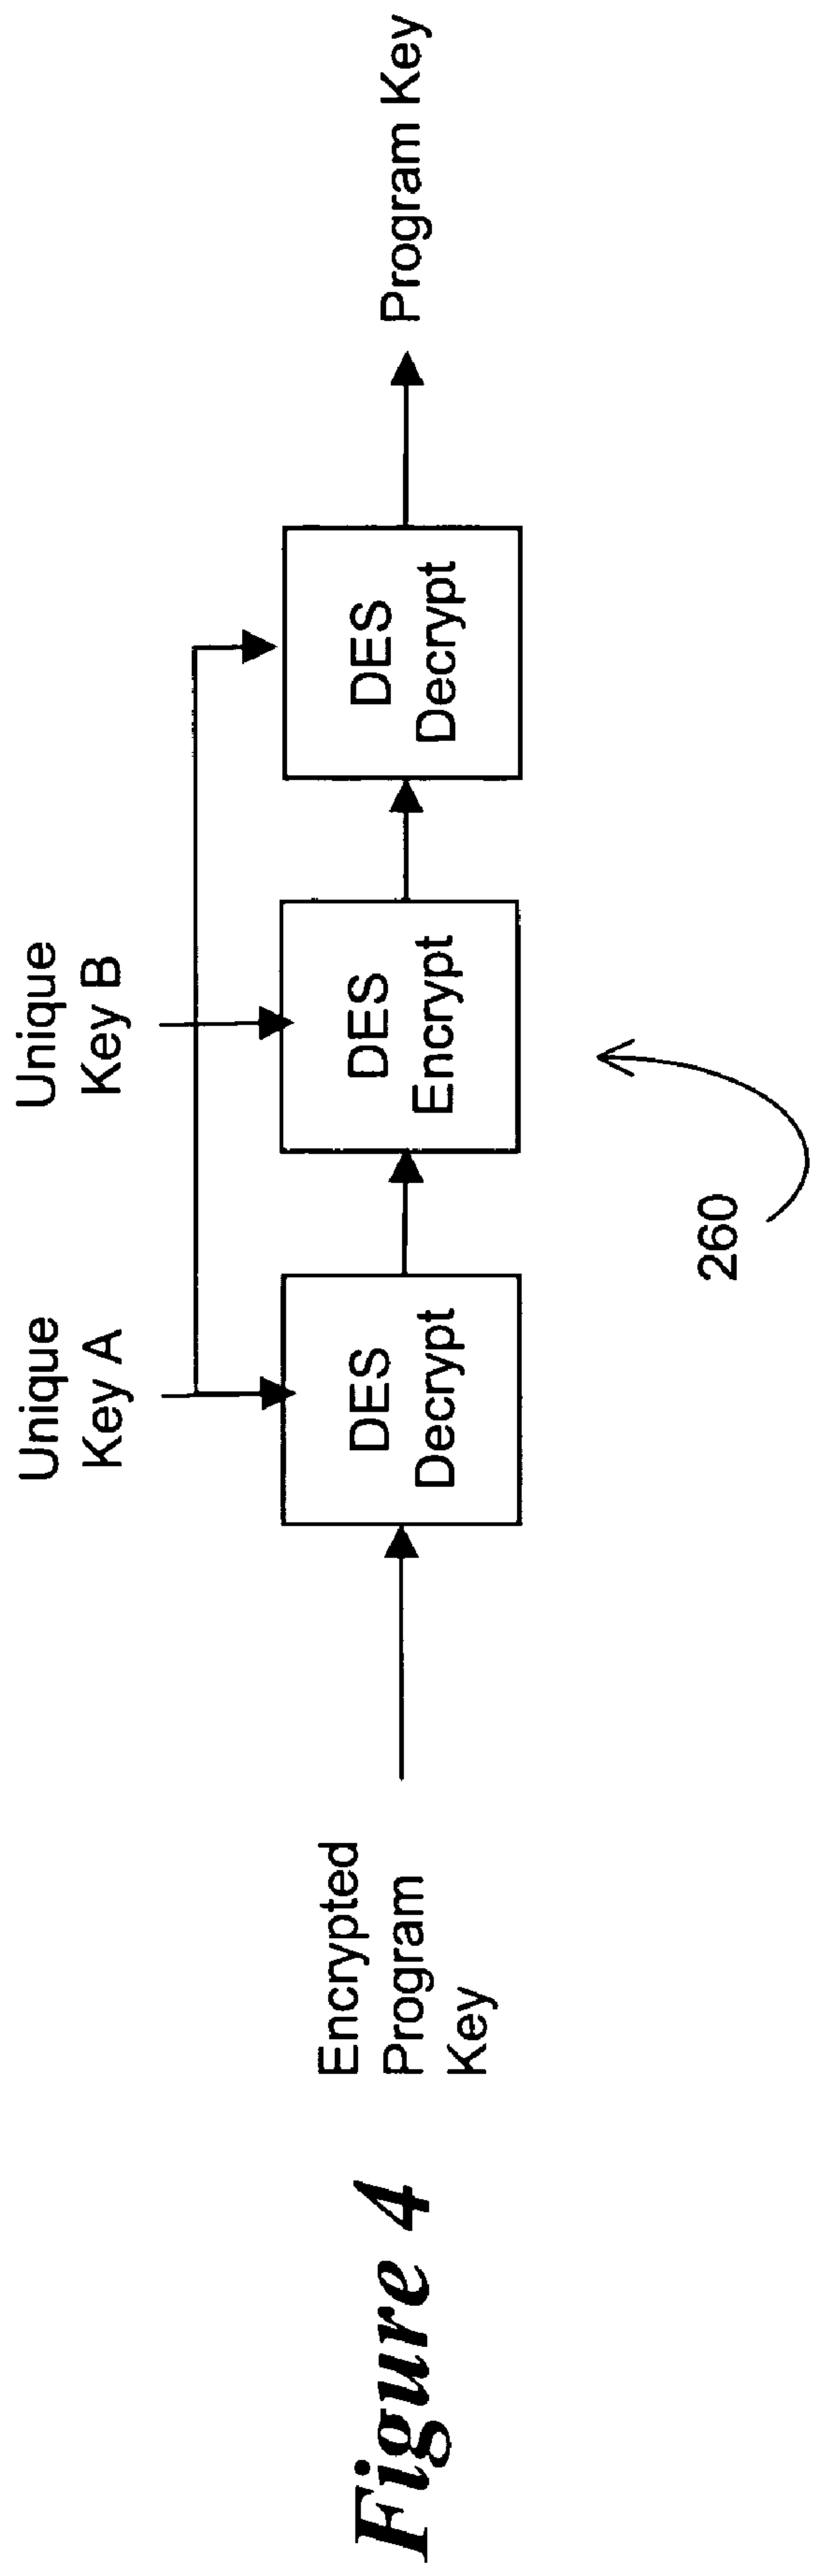 Unique
Key A
Unique
Key B
Encrypted
Program
Key
DES
Decrypt
DES
Encrypt
DES
Decrypt
Program Key
260
Figure 4